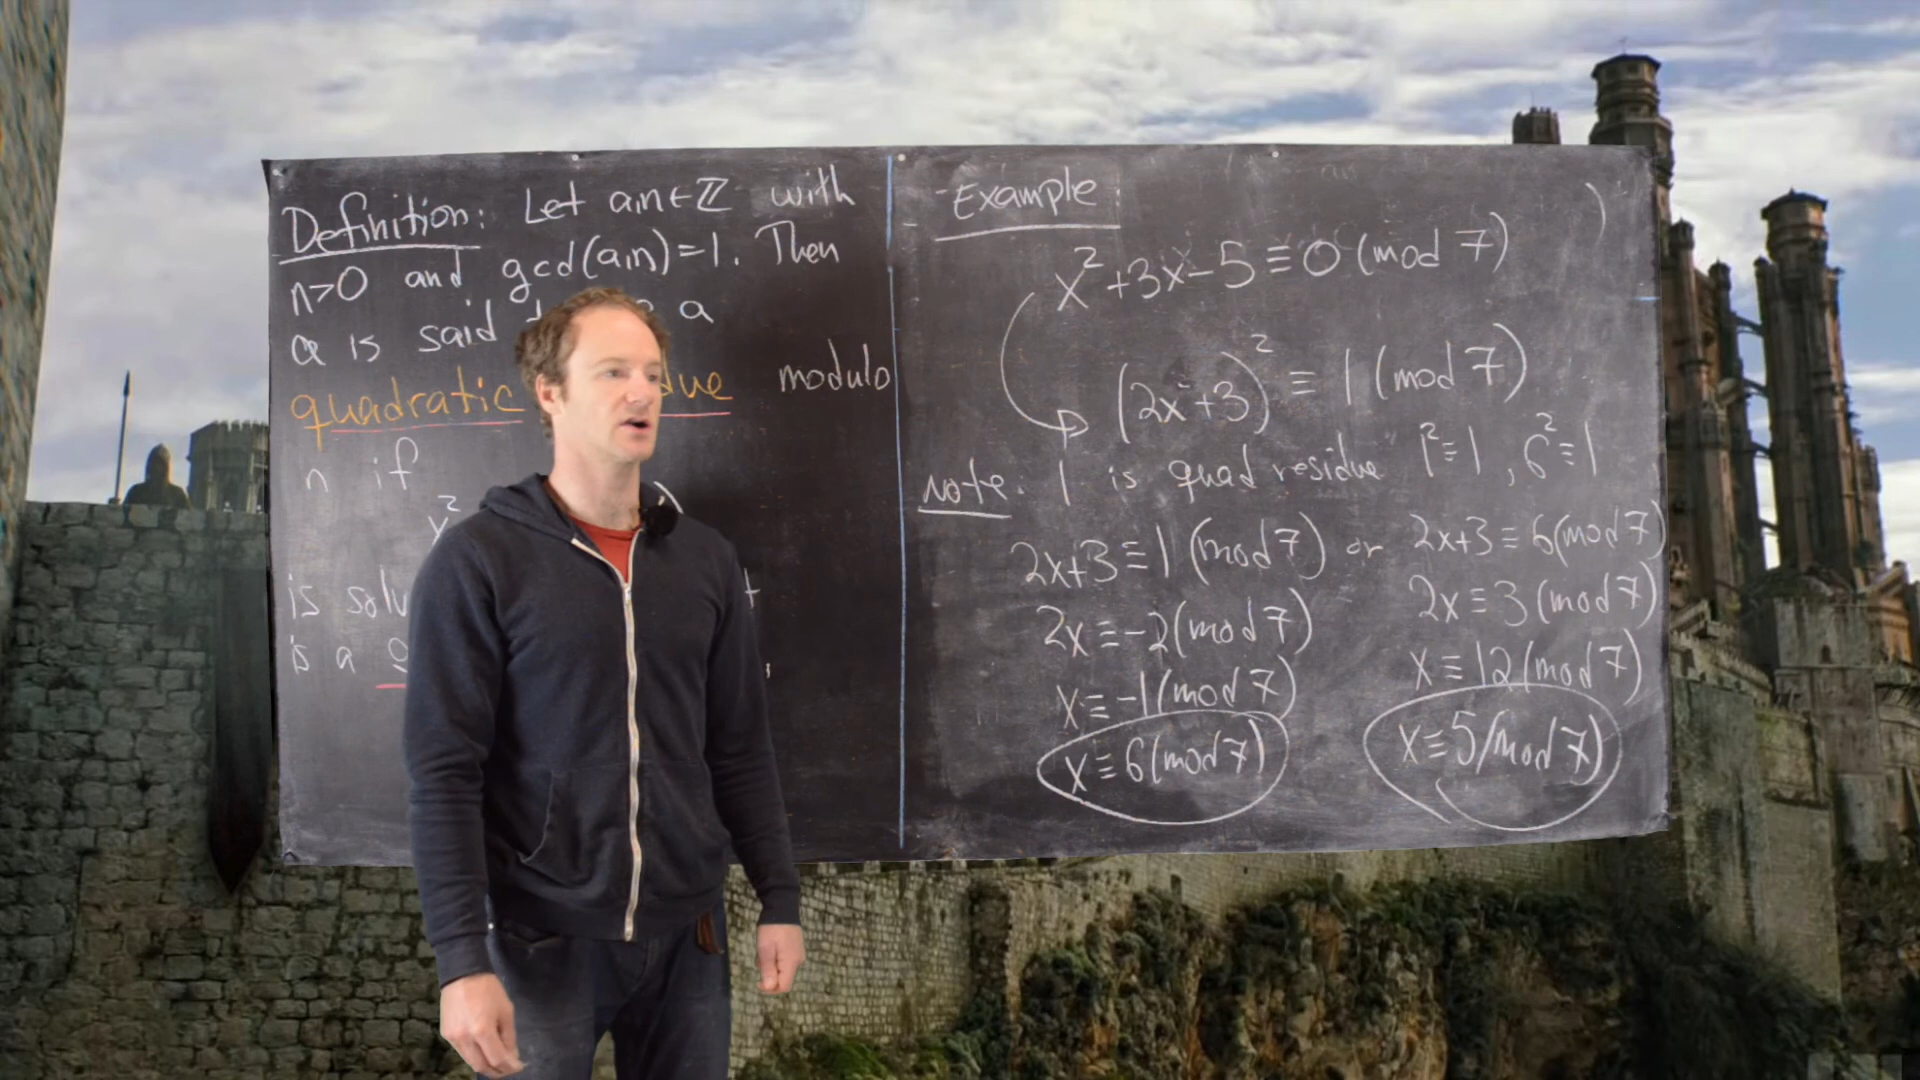 Definition: Let a,n∈ℤ with
n>0 and gcd(a,n)=1. Then
a is said a
quadratic modulo
n if
x²
is
is a
Example:
x²+3x-5≡0(mod 7)
(2x+3)²≡1(mod 7)
Note: 1 is quad residue 1²≡1, 6²≡1
2x+3≡1(mod 7) or 2x+3≡6(mod 7)
2x≡-2(mod 7) 2x≡3(mod 7)
x≡-1(mod 7) x≡12(mod 7)
x≡6(mod 7) x≡5(mod 7)